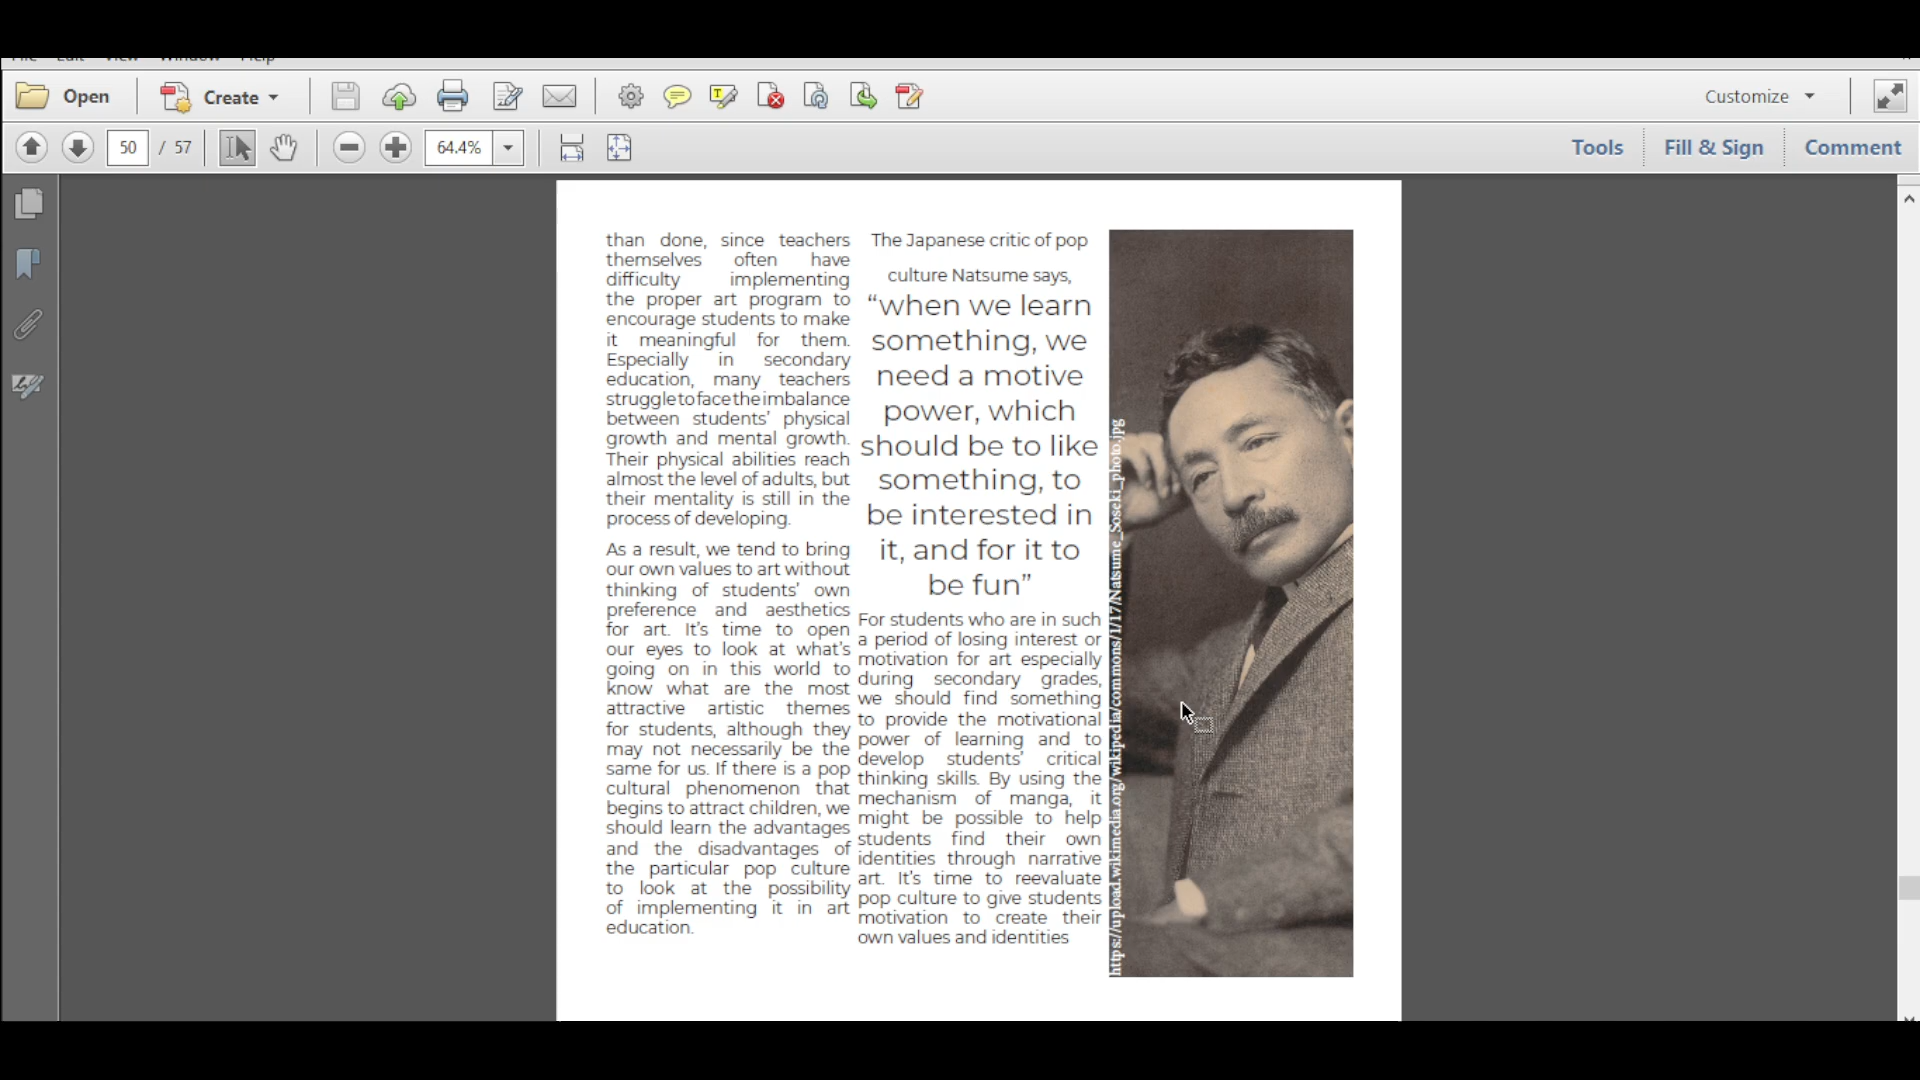 Open
Create
Customize
50 / 57
64.4%
Tools
Fill & Sign
Comment
than done, since teachers
themselves often have
difficulty implementing
the proper art program to
encourage students to make
it meaningful for them.
Especially in secondary
education, many teachers
struggle to face the imbalance
between students' physical
growth and mental growth.
Their physical abilities reach
almost the level of adults, but
their mentality is still in the
process of developing.
As a result, we tend to bring
our own values to art without
thinking of students' own
preference and aesthetics
for art. It's time to open
our eyes to look at what's
going on in this world to
know what are the most
attractive artistic themes
for students, although they
may not necessarily be the
same for us. If there is a pop
cultural phenomenon that
begins to attract children, we
should learn the advantages
and the disadvantages of
the particular pop culture
to look at the possibility
of implementing it in art
education.
The Japanese critic of pop
culture Natsume says,
“when we learn
something, we
need a motive
power, which
should be to like
something, to
be interested in
it, and for it to
be fun”
For students who are in such
a period of losing interest or
motivation for art especially
during secondary grades,
we should find something
to provide the motivational
power of learning and to
develop students' critical
thinking skills. By using the
mechanism of manga, it
might be possible to help
students find their own
identities through narrative
art. It's time to reevaluate
pop culture to give students
motivation to create their
own values and identities
https://upload.wikimedia.org/wikipedia/commons/1/17/Natsume_Soseki_photo.jpg